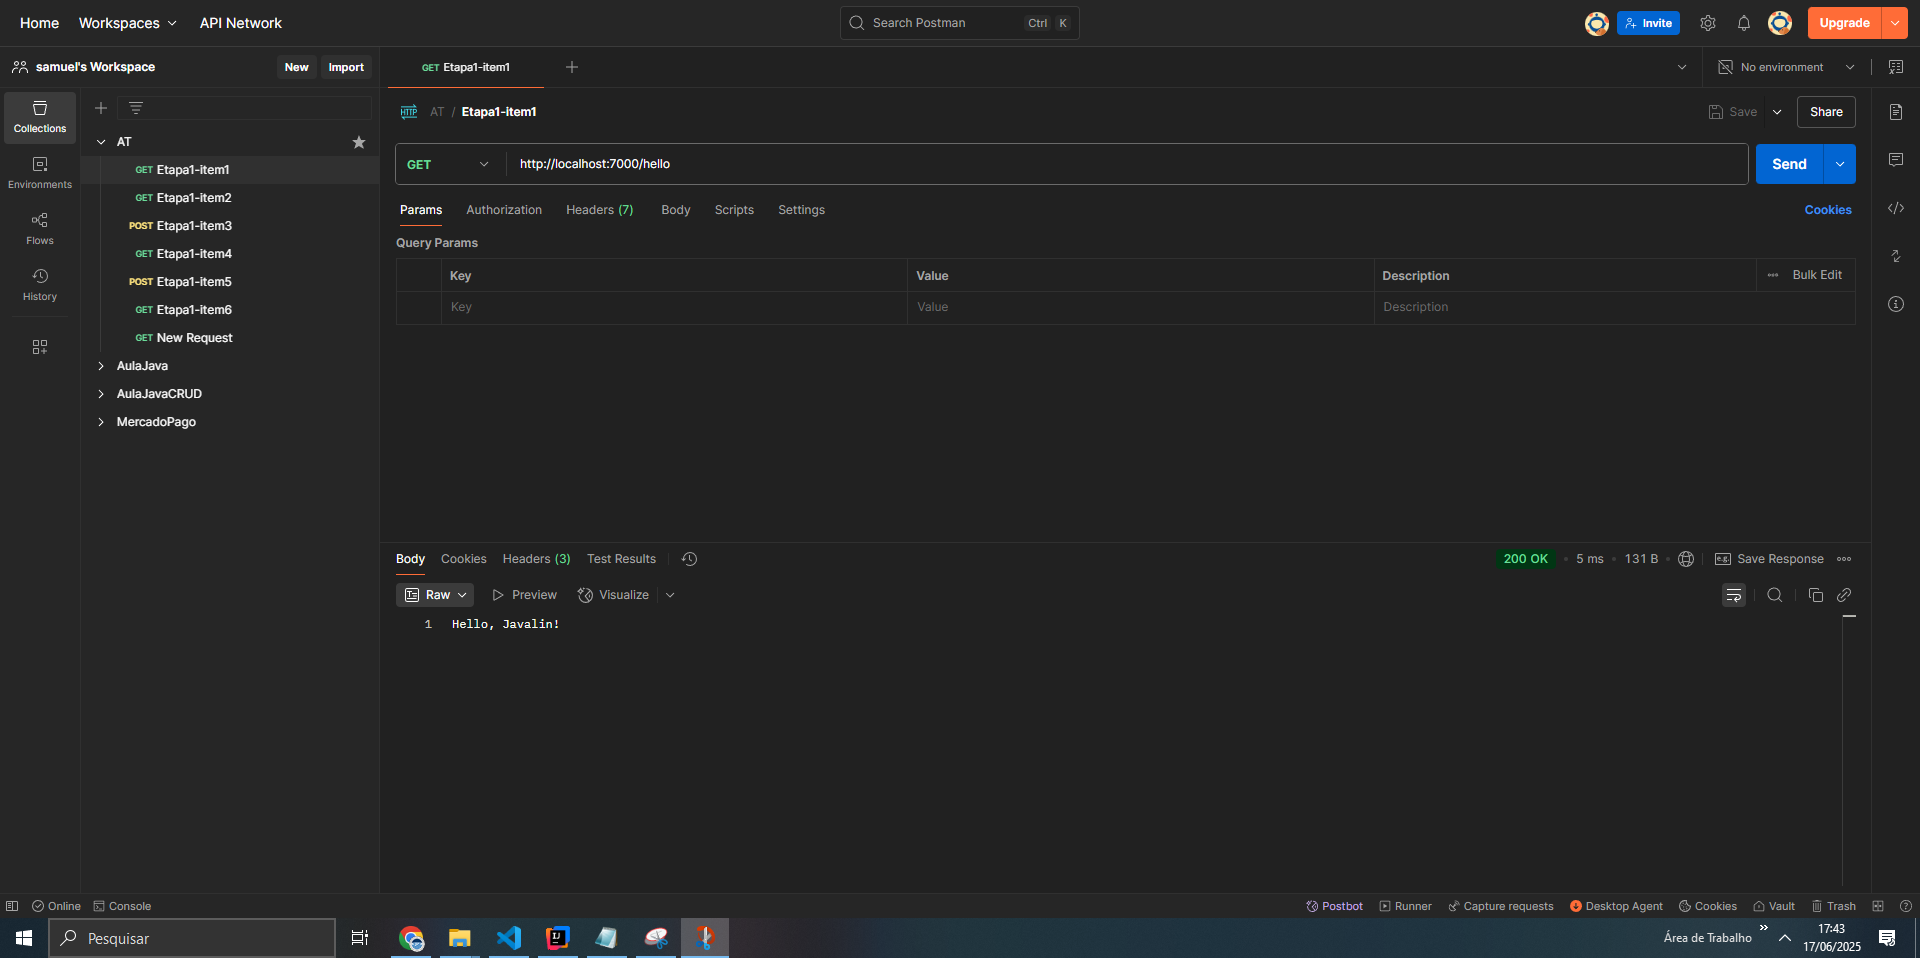 Home Workspaces API Network Search Postman Ctrl K Invite Upgrade
samuel's Workspace New Import GET Etapa1-item1 No environment
HTTP AT / Etapa1-item1 Save Share
Collections
Environments
Flows
History
AT
GET Etapa1-item1
GET Etapa1-item2
POST Etapa1-item3
GET Etapa1-item4
POST Etapa1-item5
GET Etapa1-item6
GET New Request
AulaJava
AulaJavaCRUD
MercadoPago
GET http://localhost:7000/hello Send
Params Authorization Headers (7) Body Scripts Settings Cookies
Query Params
Key Value Description Bulk Edit
Key Value Description
Body Cookies Headers (3) Test Results 200 OK 5 ms 131 B e.g. Save Response
Raw Preview Visualize
1 Hello, Javalin!
Online Console Postbot Runner Capture requests Desktop Agent Cookies Vault Trash
Pesquisar IJ Área de Trabalho 17:43
17/06/2025